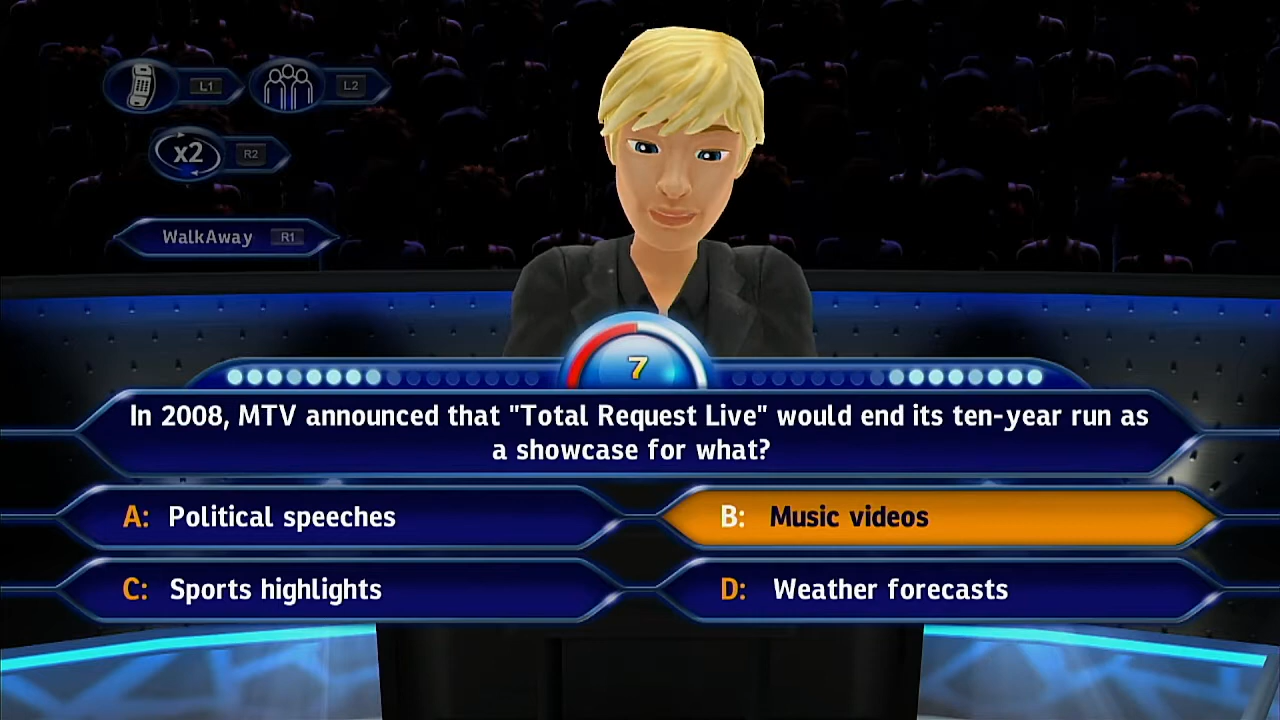 L1
L2
x2
R2
WalkAway R1
7
In 2008, MTV announced that "Total Request Live" would end its ten-year run as
a showcase for what?
A: Political speeches
B: Music videos
C: Sports highlights
D: Weather forecasts